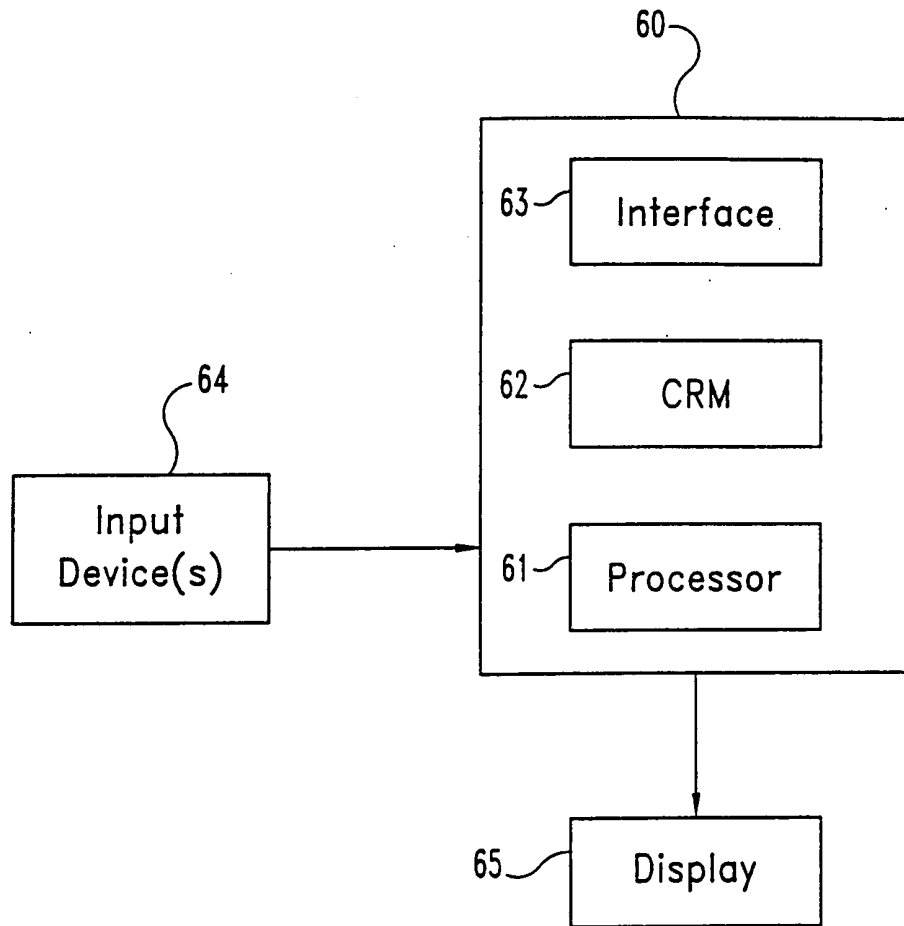 60
63
Interface
62
CRM
64
Input
Device(s)
61
Processor
65
Display